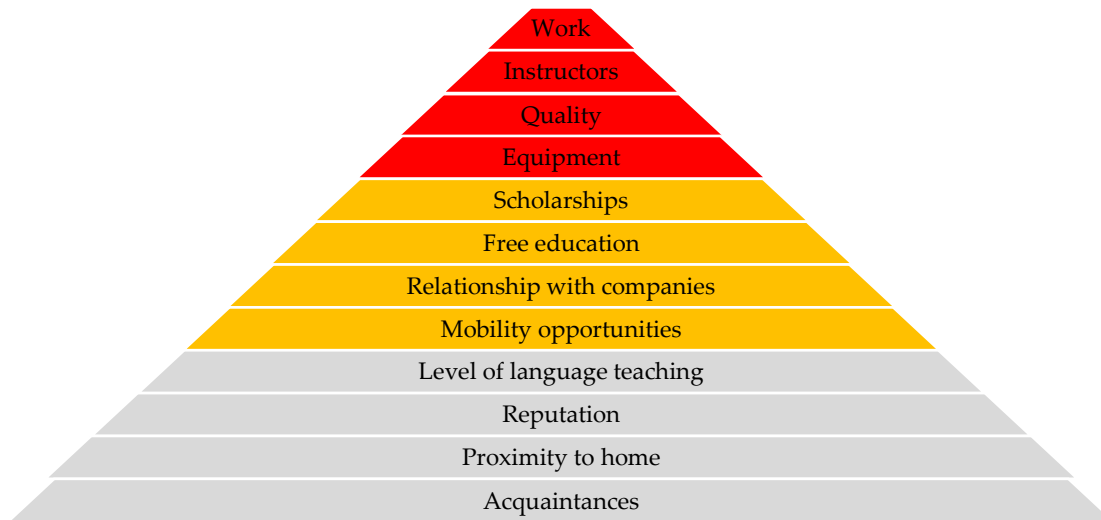 Work
Instructors
Quality
Equipment
Scholarships
Free education
Relationship with companies
Mobility opportunities
Level of language teaching
Reputation
Proximity to home
Acquaintances